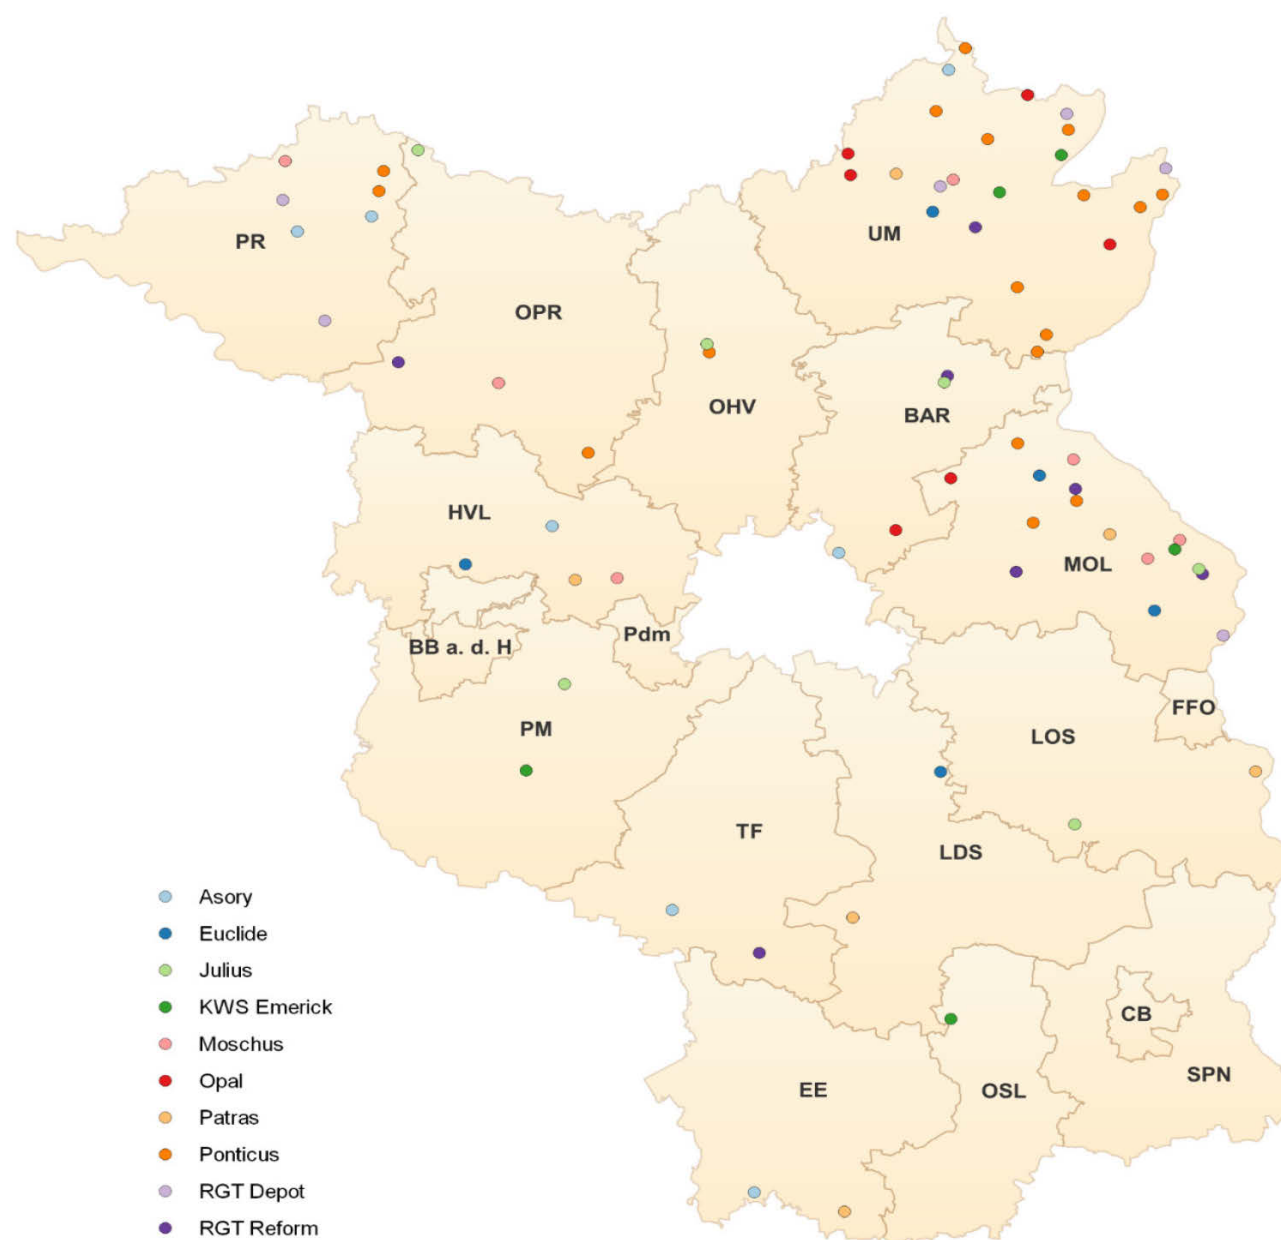 UM
PR
OPR
OHV
BAR
HVL
MOL
Pdm
BB a. d. H
FFO
PM
LOS
TF
LDS
CB
SPN
EE
OSL
Asory
Euclide
Julius
KWS Emerick
Moschus
Opal
Patras
Ponticus
RGT Depot
RGT Reform